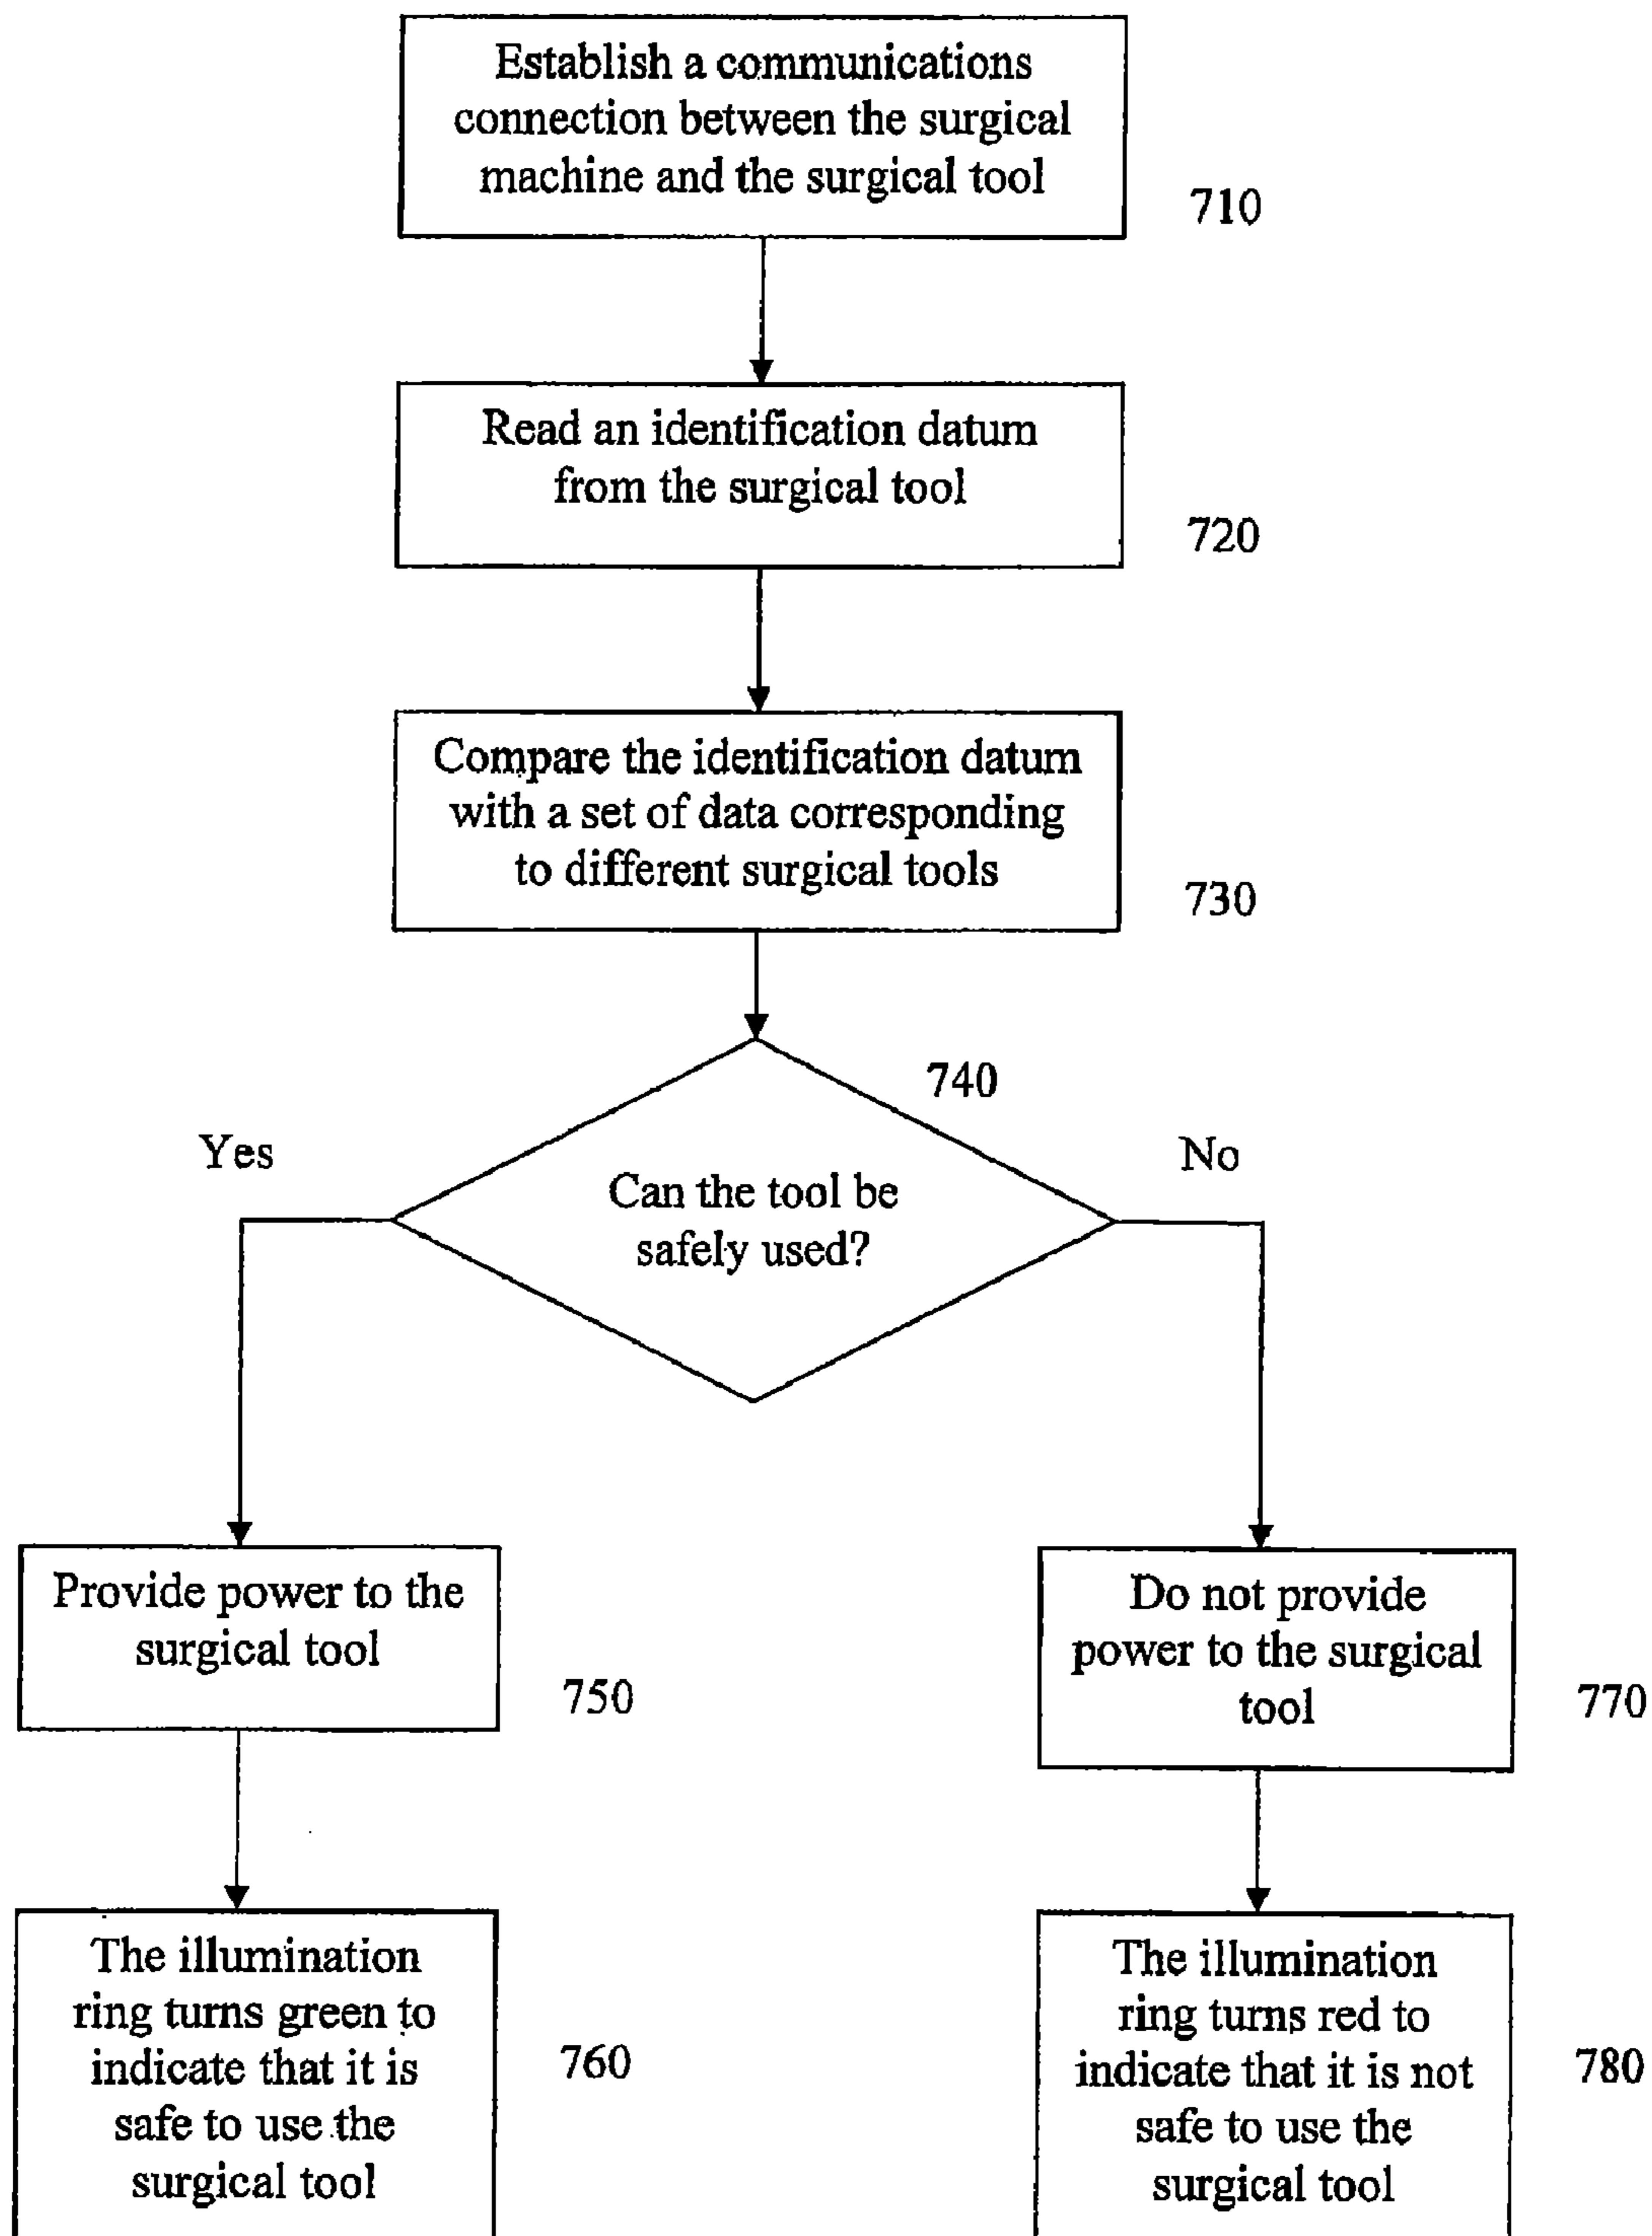 Establish a communications
connection between the surgical
machine and the surgical tool
710
Read an identification datum
from the surgical tool
720
Compare the identification datum
with a set of data corresponding
to different surgical tools
730
740
Yes
No
Can the tool be
safely used?
Provide power to the
surgical tool
750
Do not provide
power to the surgical
tool
770
The illumination
ring turns green to
indicate that it is
safe to use the
surgical tool
760
The illumination
ring turns red to
indicate that it is not
safe to use the
surgical tool
780